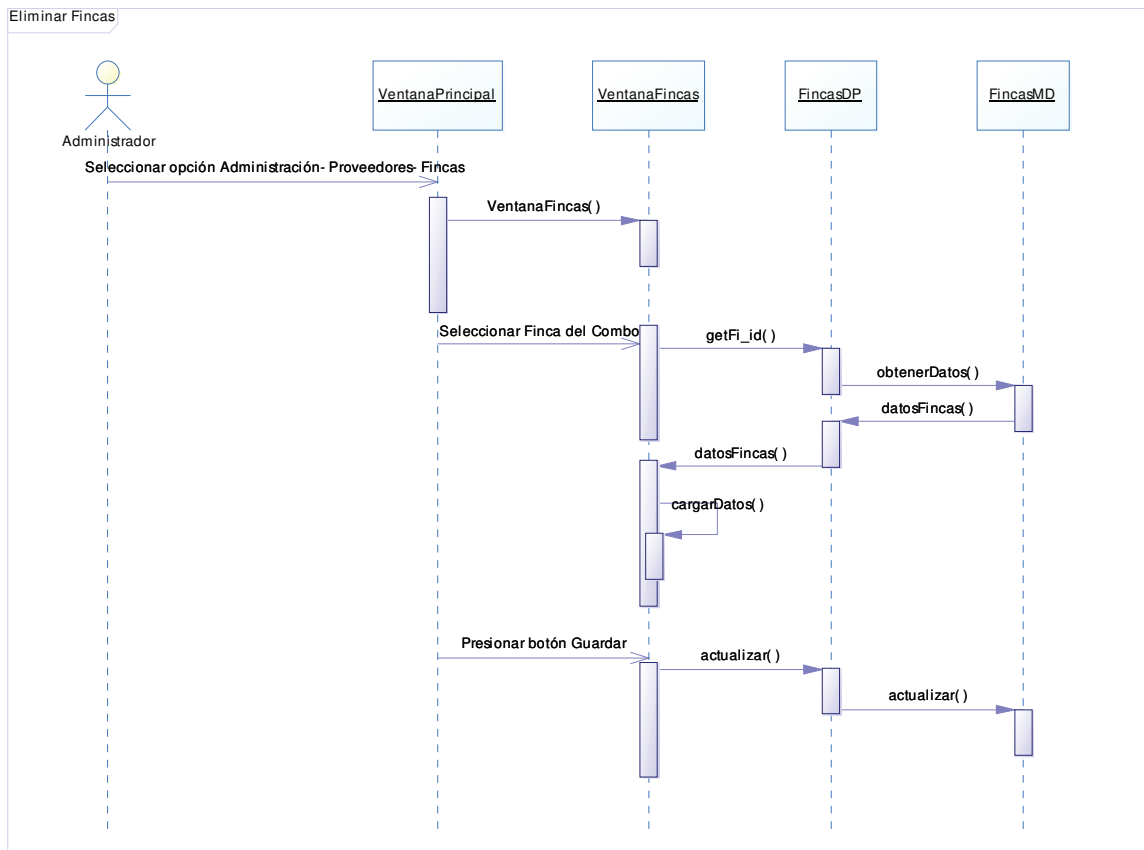 Eliminar Fincas
Administrador
VentanaPrincipal
VentanaFincas
FincasDP
FincasMD
Seleccionar opción Administración- Proveedores- Fincas
VentanaFincas( )
Seleccionar Finca del Combo
getFi_id( )
obtenerDatos( )
datosFincas( )
datosFincas( )
cargarDatos( )
Presionar botón Guardar
actualizar( )
actualizar( )